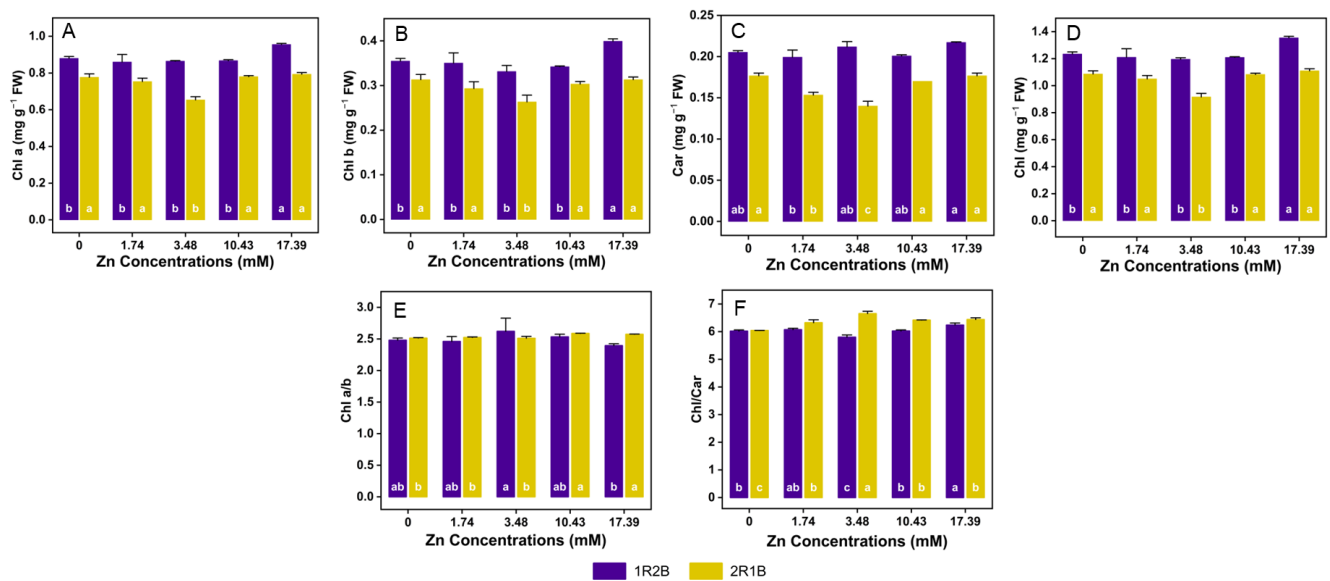 A
Chl a (mg g⁻¹ FW)
1.0
0.8
0.6
0.4
0.2
0.0
b a b a b b b a a a
0 1.74 3.48 10.43 17.39
Zn Concentrations (mM)
B
Chl b (mg g⁻¹ FW)
0.4
0.3
0.2
0.1
0.0
b a b a b b b a a a
0 1.74 3.48 10.43 17.39
Zn Concentrations (mM)
C
Car (mg g⁻¹ FW)
0.25
0.20
0.15
0.10
0.05
0.00
ab a b b ab c ab a a a
0 1.74 3.48 10.43 17.39
Zn Concentrations (mM)
D
Chl (mg g⁻¹ FW)
1.4
1.2
1.0
0.8
0.6
0.4
0.2
0.0
b a b a b b b a a a
0 1.74 3.48 10.43 17.39
Zn Concentrations (mM)
E
Chl a/b
3.0
2.5
2.0
1.5
1.0
0.5
0.0
ab b ab b a b ab a b a
0 1.74 3.48 10.43 17.39
Zn Concentrations (mM)
F
Chl/Car
7
6
5
4
3
2
1
0
b c ab b c a b b a b
0 1.74 3.48 10.43 17.39
Zn Concentrations (mM)
1R2B 2R1B